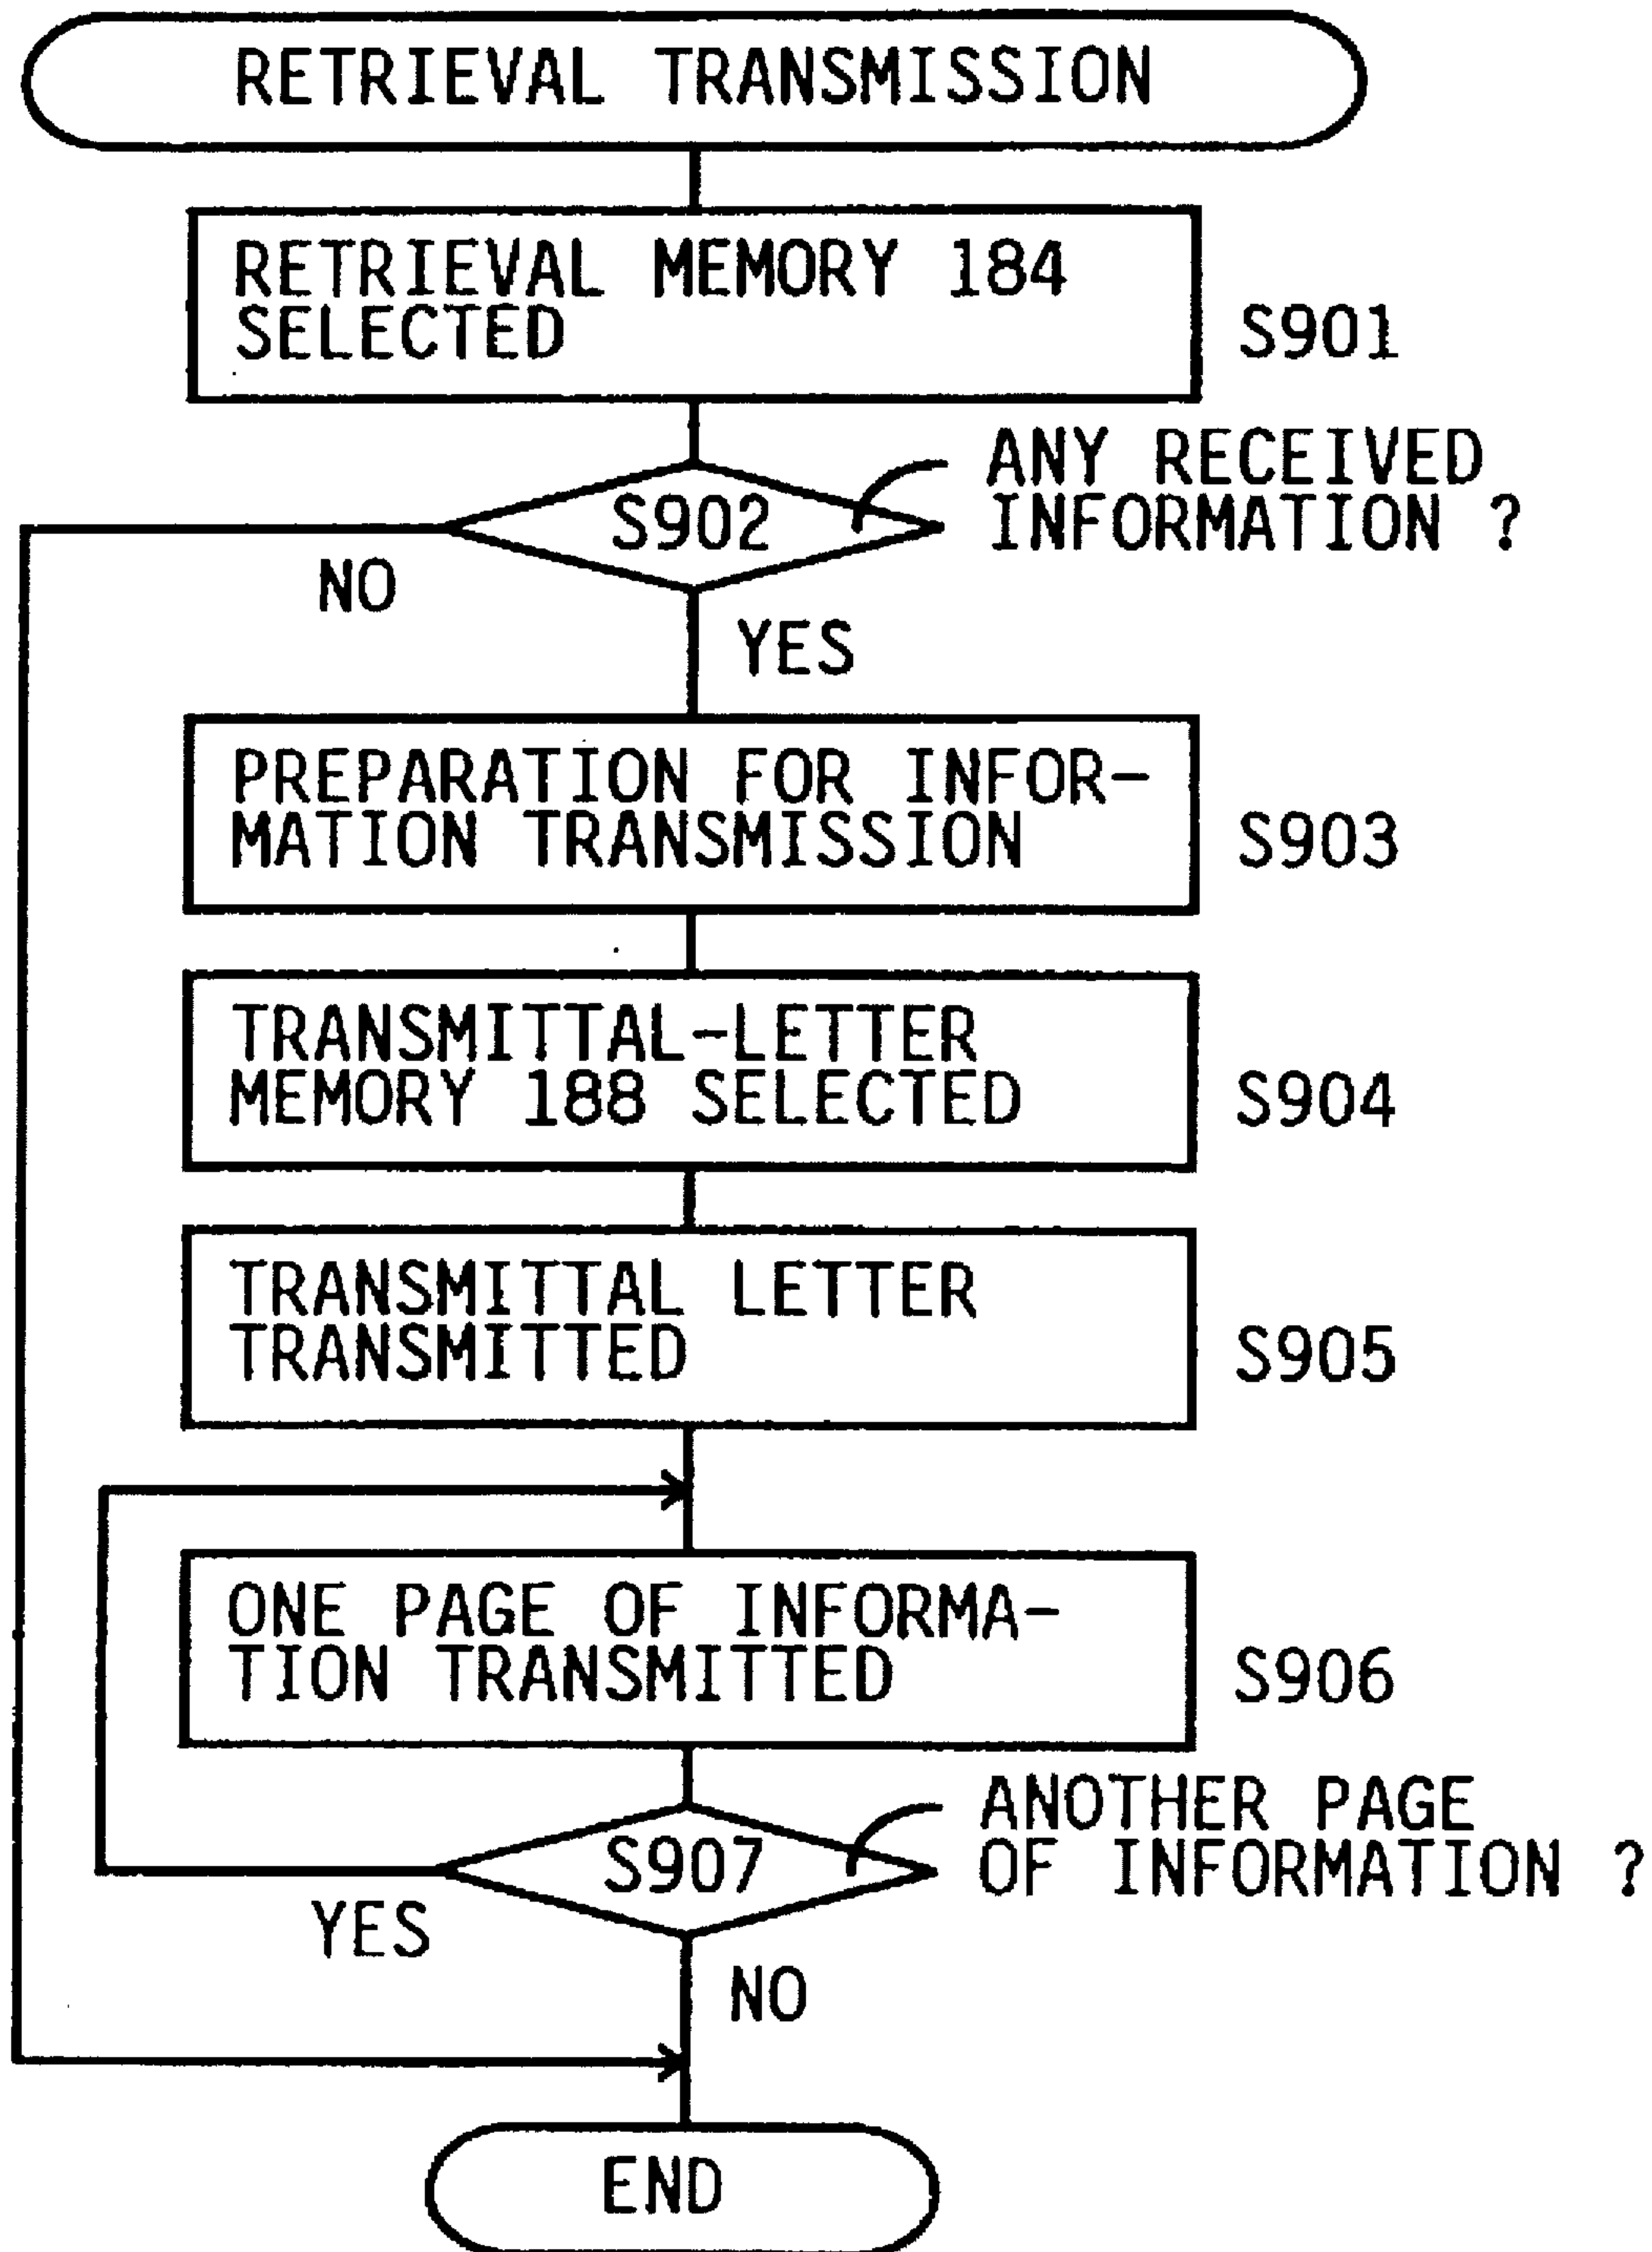 RETRIEVAL TRANSMISSION
RETRIEVAL MEMORY 184
SELECTED
S901
ANY RECEIVED
INFORMATION ?
S902
NO
YES
PREPARATION FOR INFOR-
MATION TRANSMISSION
S903
TRANSMITTAL-LETTER
MEMORY 188 SELECTED
S904
TRANSMITTAL LETTER
TRANSMITTED
S905
ONE PAGE OF INFORMA-
TION TRANSMITTED
S906
ANOTHER PAGE
OF INFORMATION ?
S907
YES
NO
END